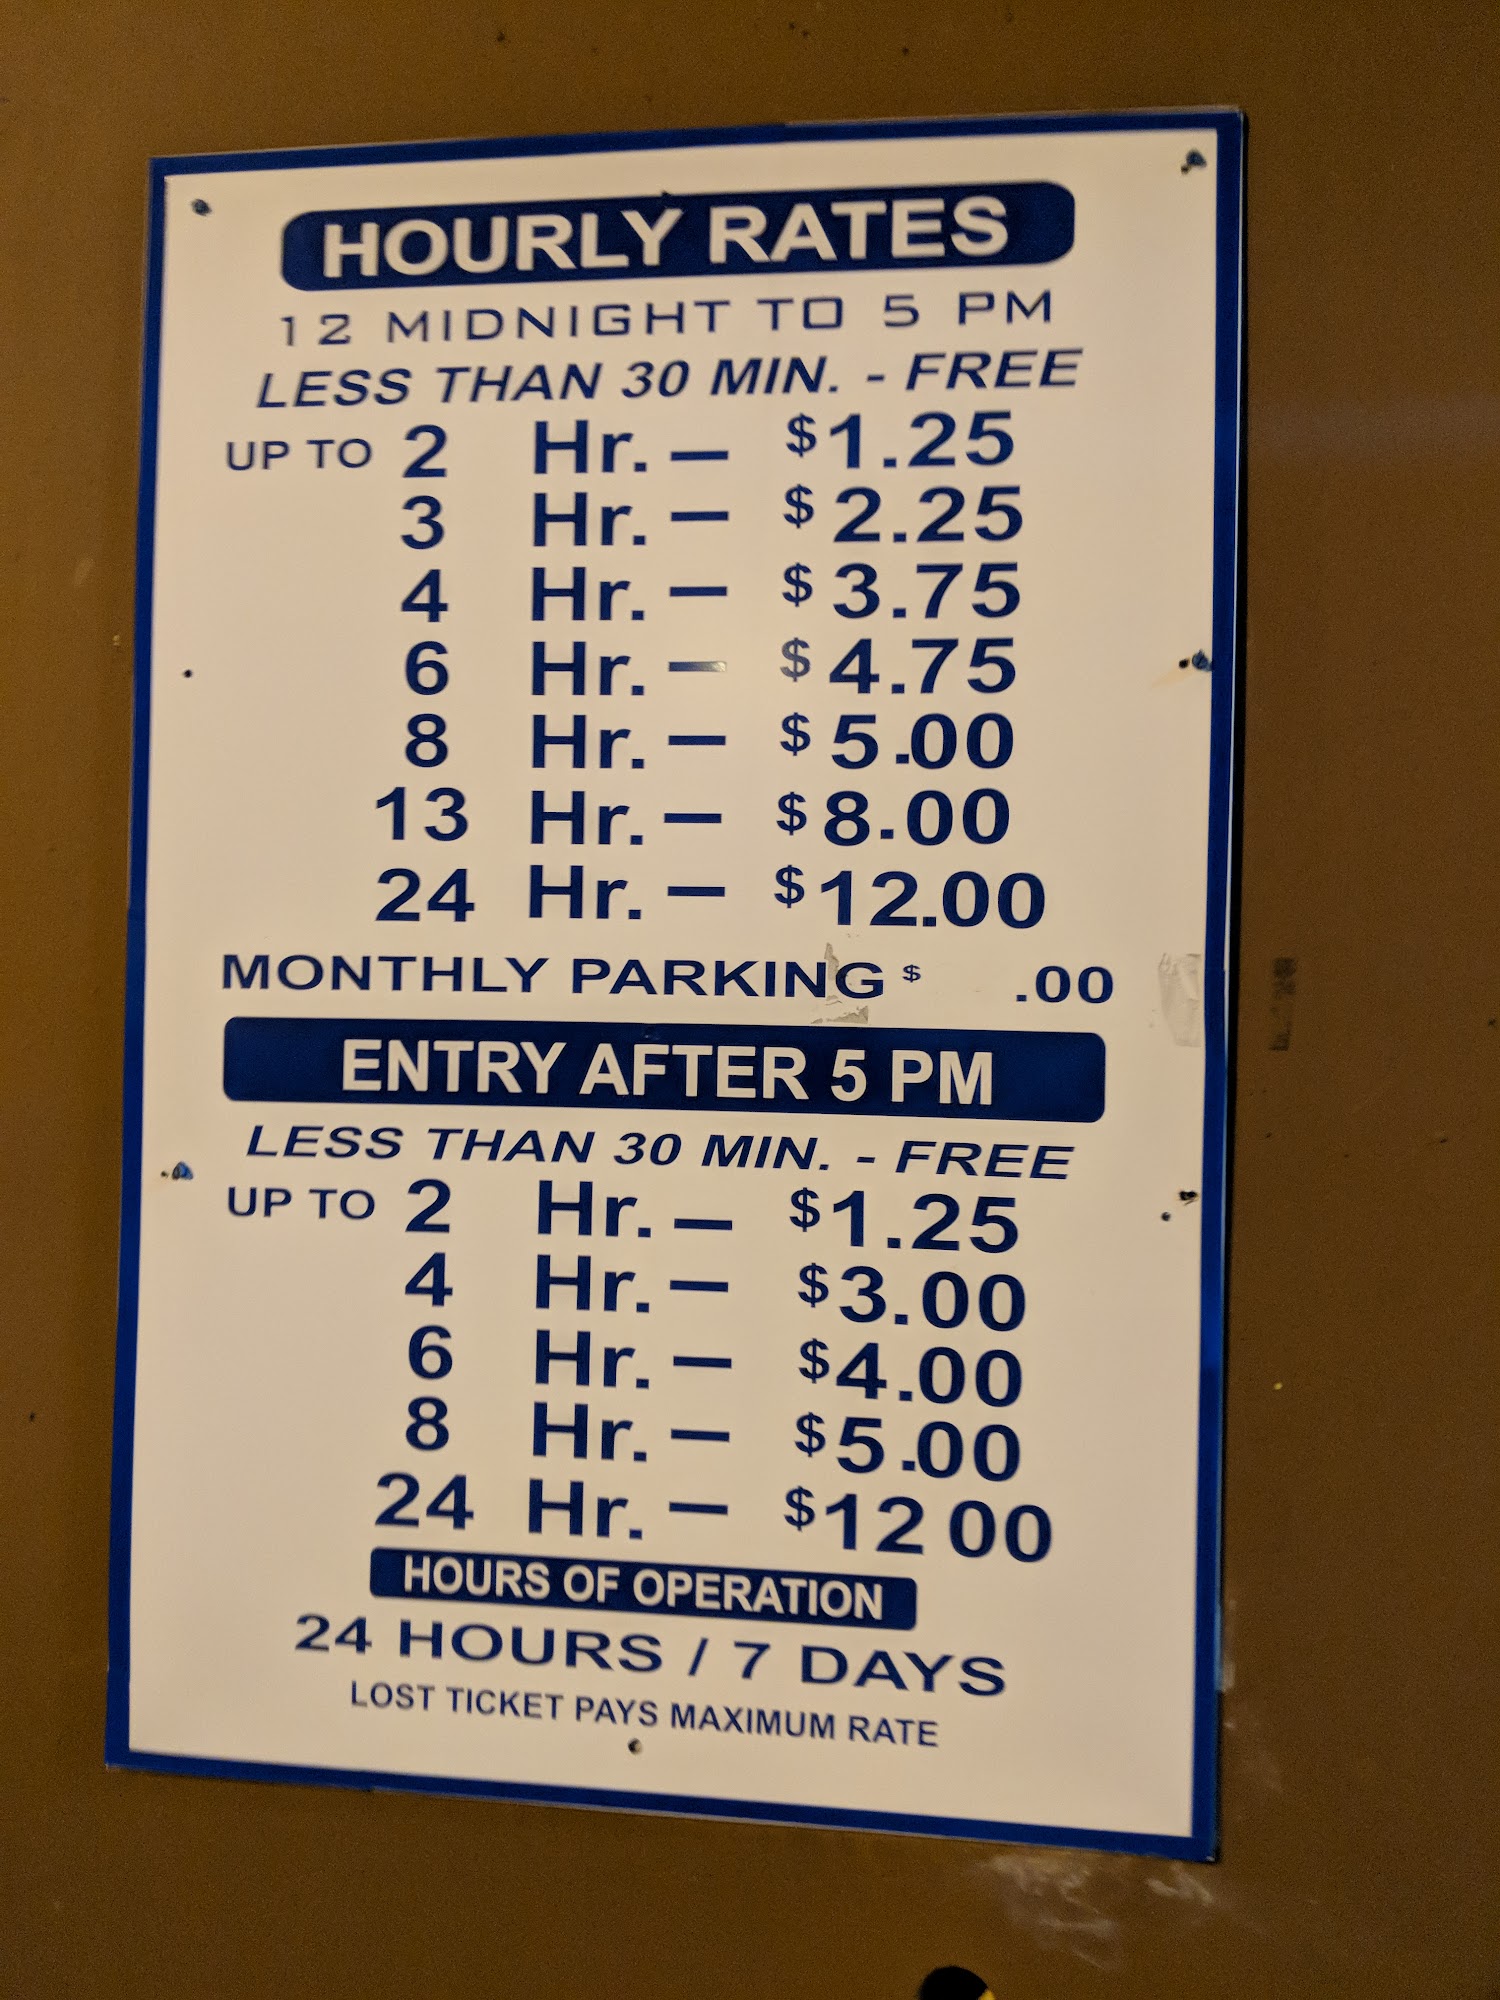 HOURLY RATES
12 MIDNIGHT TO 5 PM
LESS THAN 30 MIN. - FREE
UP TO 2 Hr. – $1.25
3 Hr. – $2.25
4 Hr. – $3.75
6 Hr. – $4.75
8 Hr. – $5.00
13 Hr. – $8.00
24 Hr. – $12.00
MONTHLY PARKING $ .00
ENTRY AFTER 5 PM
LESS THAN 30 MIN. - FREE
UP TO 2 Hr. – $1.25
4 Hr. – $3.00
6 Hr. – $4.00
8 Hr. – $5.00
24 Hr. – $12 00
HOURS OF OPERATION
24 HOURS / 7 DAYS
LOST TICKET PAYS MAXIMUM RATE